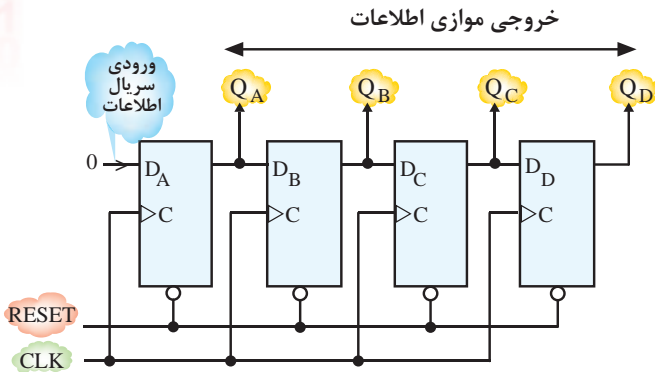 خروجی موازی اطلاعات
ورودی
سریال
اطلاعات
Q_A Q_B Q_C Q_D
0
D_A D_B D_C D_D
C C C C
RESET
CLK